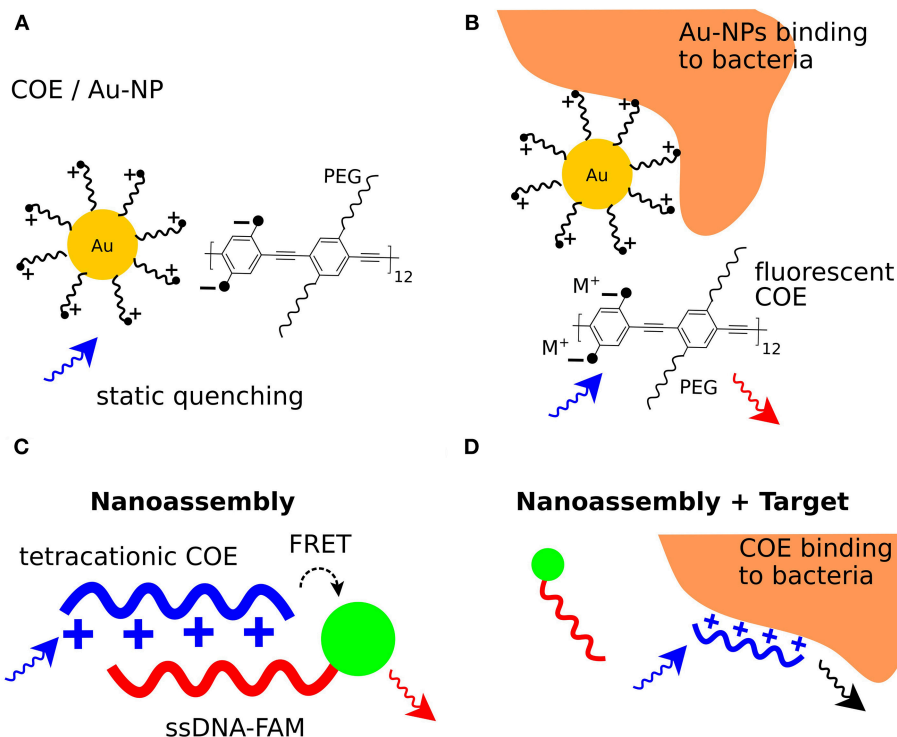 A
COE / Au-NP
+
+
+
+
+
+
+
+
Au
PEG
−
−
12
static quenching
B
Au-NPs binding
to bacteria
+
+
+
+
+
+
+
+
Au
fluorescent
COE
M⁺
−
M⁺
−
12
PEG
C
Nanoassembly
tetracationic COE
FRET
+ + + +
ssDNA-FAM
D
Nanoassembly + Target
COE binding
to bacteria
+ + + +